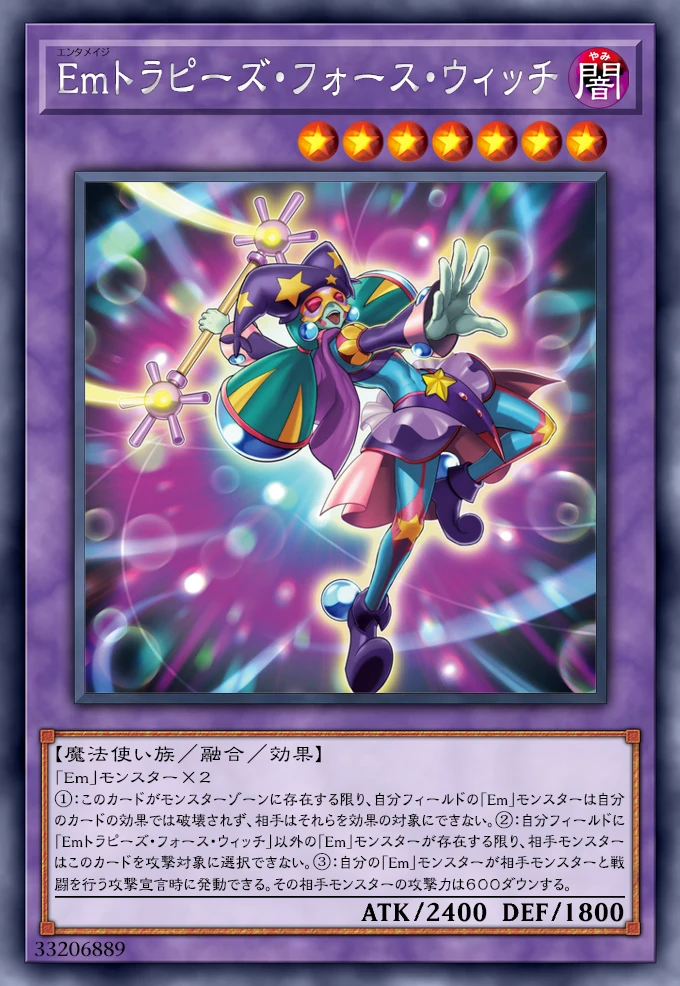 エンタメイジ
Emトラピーズ・フォース・ウィッチ
やみ
闇
【魔法使い族／融合／効果】
「Em」モンスター×2
①：このカードがモンスターゾーンに存在する限り、自分フィールドの「Em」モンスターは自分
のカードの効果では破壊されず、相手はそれらを効果の対象にできない。②：自分フィールドに
「Emトラピーズ・フォース・ウィッチ」以外の「Em」モンスターが存在する限り、相手モンスター
はこのカードを攻撃対象に選択できない。③：自分の「Em」モンスターが相手モンスターと戦
闘を行う攻撃宣言時に発動できる。その相手モンスターの攻撃力は600ダウンする。
ATK/2400 DEF/1800
33206889